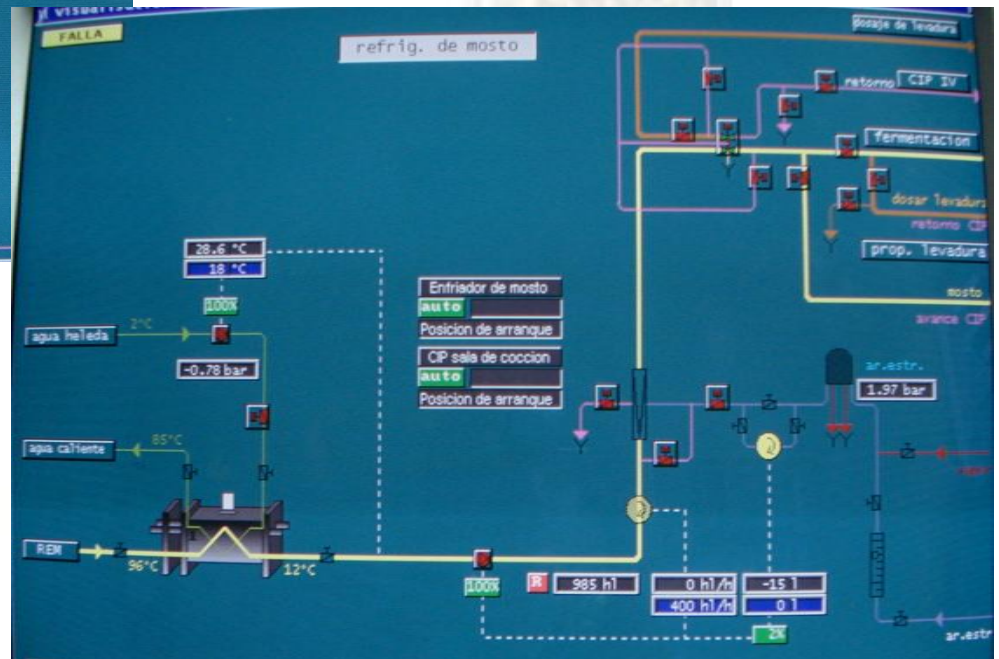 FALLA
refrig. de mosto
dosaje de levadura
retorno
CIP IV
fermentacion
dosar levadura
retorno CIP
prop. levadura
mosto
avance CIP
28.6 °C
18 °C
100%
agua heleda
2°C
-0.78 bar
agua caliente
85°C
REM
96°C
12°C
Entriador de mosto
auto
Posicion de arranque
CIP sala de coccion
auto
Posicion de arranque
ar.estr.
1.97 bar
100%
R
985 hl
0 hl/h
400 hl/h
-15 l
0 l
2%
ar.estr